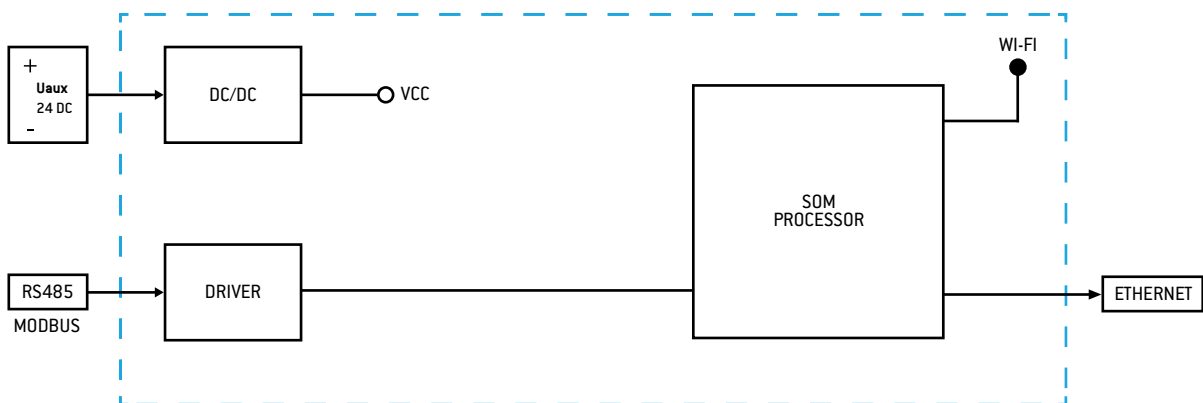 WI-FI
+
Uaux
24 DC
-
DC/DC
VCC
SOM
PROCESSOR
RS485
MODBUS
DRIVER
ETHERNET